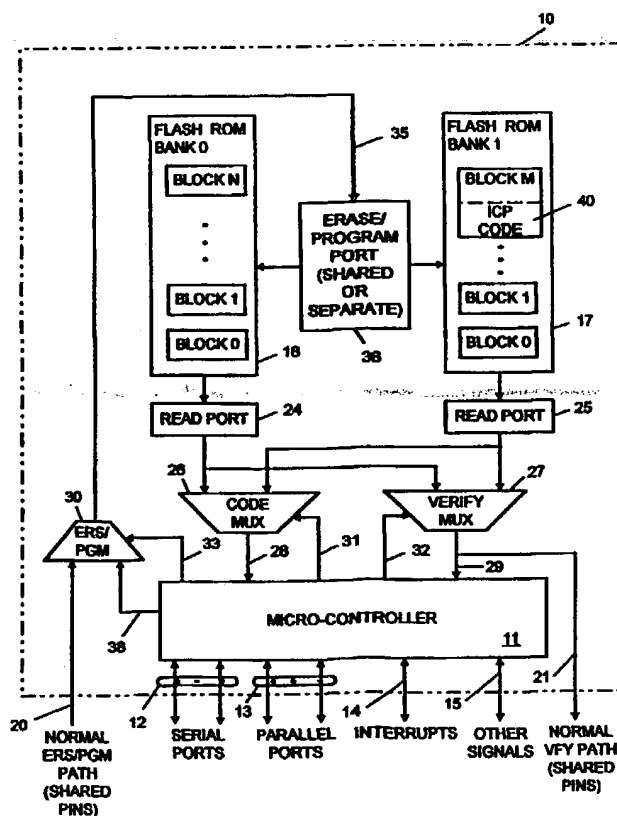 10
FLASH ROM
BANK 0
BLOCK N
BLOCK 1
BLOCK 0
18
35
ERASE/
PROGRAM
PORT
(SHARED
OR
SEPARATE)
36
FLASH ROM
BANK 1
BLOCK M
ICP
CODE
40
BLOCK 1
BLOCK 0
17
READ PORT
24
READ PORT
25
26
CODE
MUX
27
VERIFY
MUX
30
ERS/
PGM
33
28
31
32
29
38
MICRO-CONTROLLER
11
21
20
12
13
14
15
NORMAL
ERS/PGM
PATH
(SHARED
PINS)
SERIAL
PORTS
PARALLEL
PORTS
INTERRUPTS
OTHER
SIGNALS
NORMAL
VFY PATH
(SHARED
PINS)